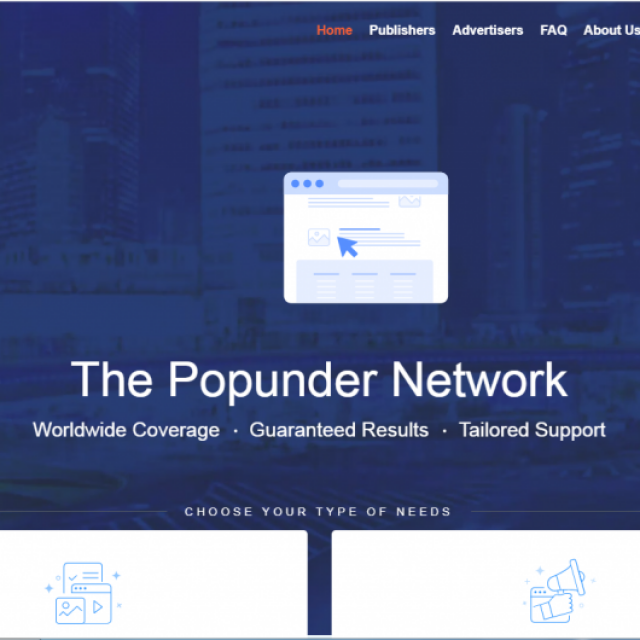 Home Publishers Advertisers FAQ About Us
The Popunder Network
Worldwide Coverage · Guaranteed Results · Tailored Support
CHOOSE YOUR TYPE OF NEEDS